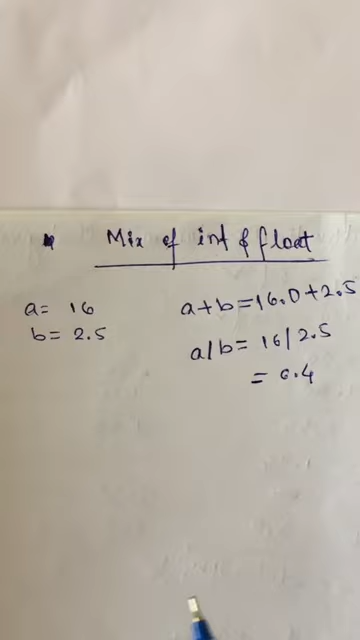 Mix of int & float
a = 16
b = 2.5
a+b = 16.0 + 2.5
a/b = 16 / 2.5
= 6.4